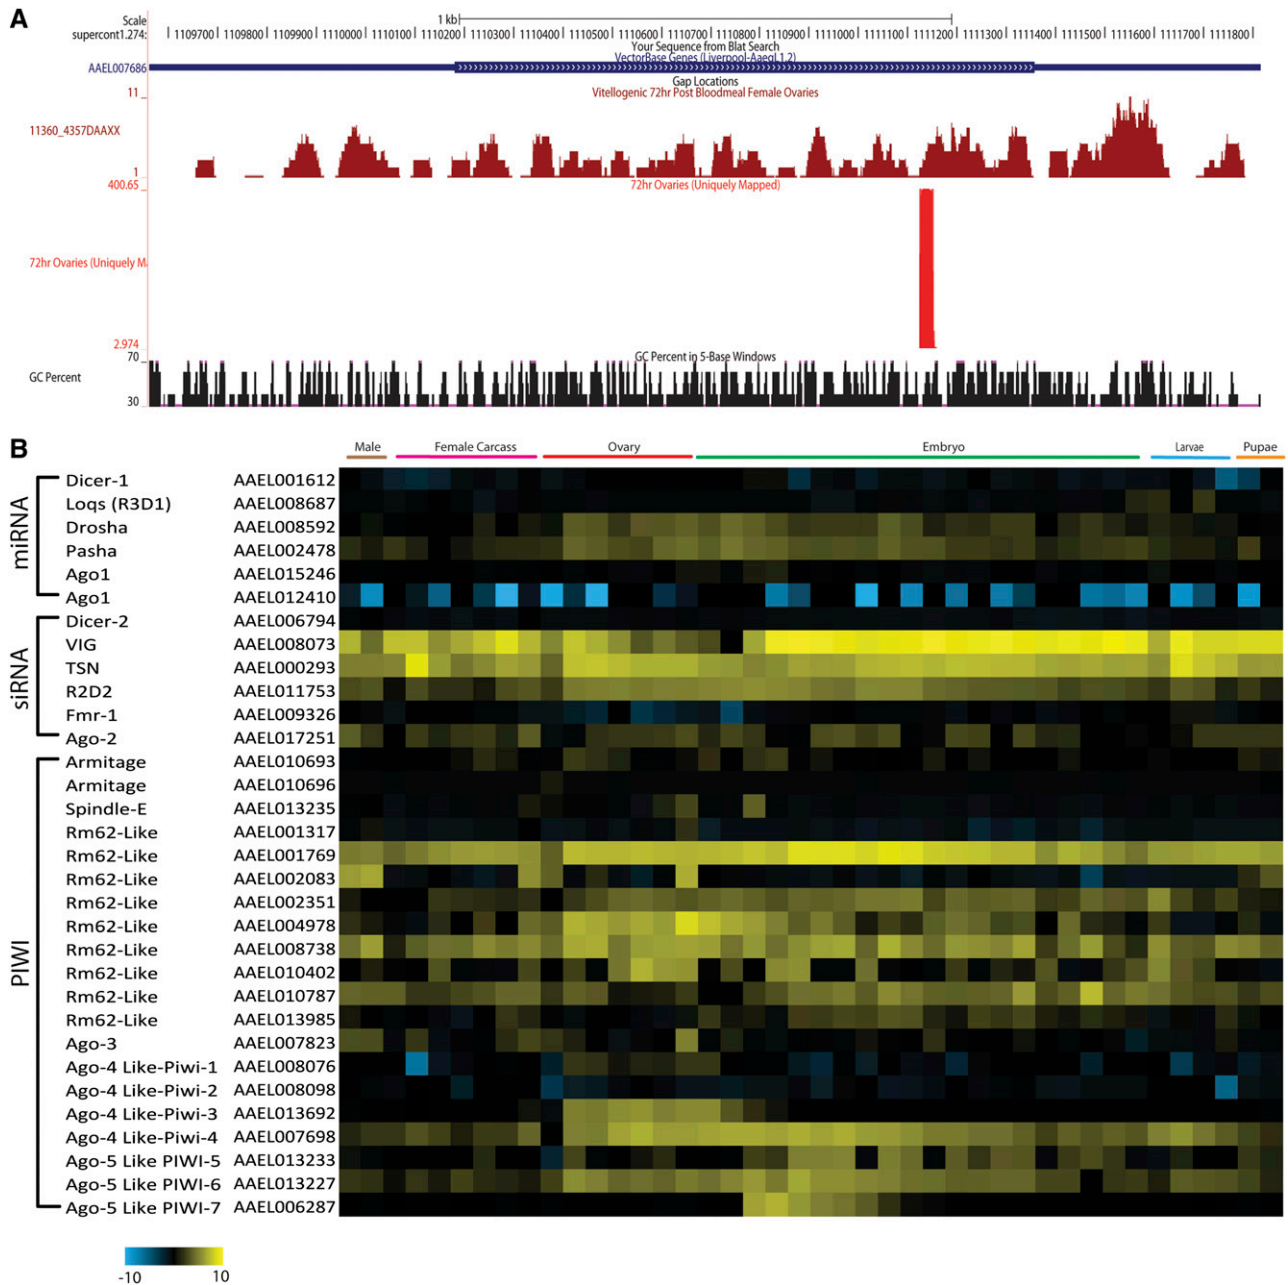 A
Scale
1 kb
supercont1.274:
1109700 1109800 1109900 1110000 1110100 1110200 1110300 1110400 1110500 1110600 1110700 1110800 1110900 1111000 1111100 1111200 1111300 1111400 1111500 1111600 1111700 1111800
Your Sequence from Blat Search
VectorBase Genes (Liverpool-AaegL1.2)
AAEL007686
Gap Locations
Vitellogenic 72hr Post Bloodmeal Female Ovaries
11
11360_4357DAAXX
1
72hr Ovaries (Uniquely Mapped)
400.65
72hr Ovaries (Uniquely M
2.974
GC Percent in 5-Base Windows
70
GC Percent
30
B
Male Female Carcass Ovary Embryo Larvae Pupae
miRNA
Dicer-1 AAEL001612
Loqs (R3D1) AAEL008687
Drosha AAEL008592
Pasha AAEL002478
Ago1 AAEL015246
Ago1 AAEL012410
siRNA
Dicer-2 AAEL006794
VIG AAEL008073
TSN AAEL000293
R2D2 AAEL011753
Fmr-1 AAEL009326
Ago-2 AAEL017251
PIWI
Armitage AAEL010693
Armitage AAEL010696
Spindle-E AAEL013235
Rm62-Like AAEL001317
Rm62-Like AAEL001769
Rm62-Like AAEL002083
Rm62-Like AAEL002351
Rm62-Like AAEL004978
Rm62-Like AAEL008738
Rm62-Like AAEL010402
Rm62-Like AAEL010787
Rm62-Like AAEL013985
Ago-3 AAEL007823
Ago-4 Like-Piwi-1 AAEL008076
Ago-4 Like-Piwi-2 AAEL008098
Ago-4 Like-Piwi-3 AAEL013692
Ago-4 Like-Piwi-4 AAEL007698
Ago-5 Like PIWI-5 AAEL013233
Ago-5 Like PIWI-6 AAEL013227
Ago-5 Like PIWI-7 AAEL006287
-10 10